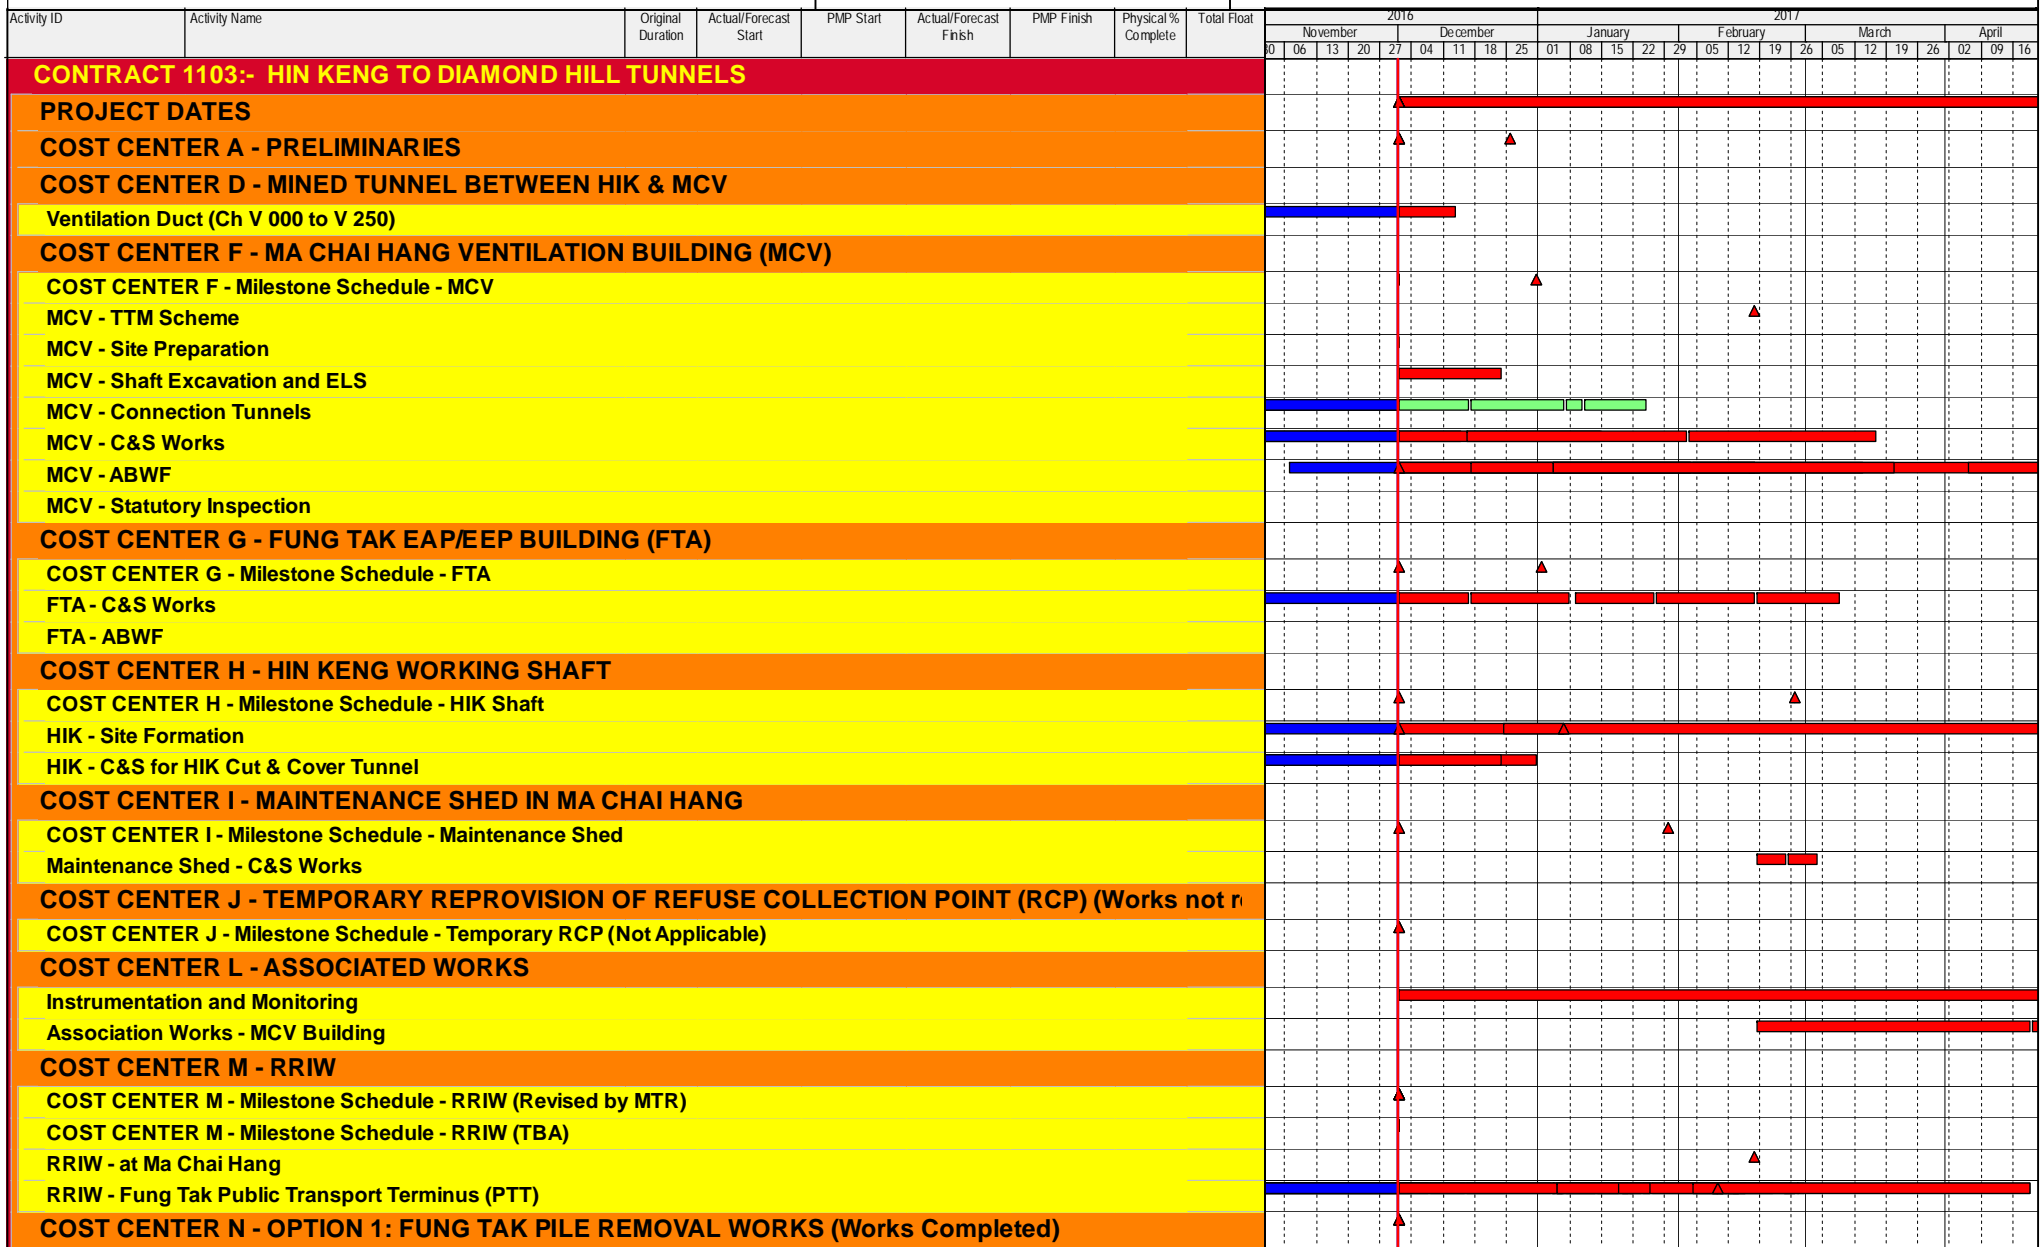 Activity ID Activity Name Original Duration Actual/Forecast Start PMP Start Actual/Forecast Finish PMP Finish Physical % Complete Total Float
2016 2017
November December January February March April
30 06 13 20 27 04 11 18 25 01 08 15 22 29 05 12 19 26 05 12 19 26 02 09 16
CONTRACT 1103:- HIN KENG TO DIAMOND HILL TUNNELS
PROJECT DATES
COST CENTER A - PRELIMINARIES
COST CENTER D - MINED TUNNEL BETWEEN HIK & MCV
Ventilation Duct (Ch V 000 to V 250)
COST CENTER F - MA CHAI HANG VENTILATION BUILDING (MCV)
COST CENTER F - Milestone Schedule - MCV
MCV - TTM Scheme
MCV - Site Preparation
MCV - Shaft Excavation and ELS
MCV - Connection Tunnels
MCV - C&S Works
MCV - ABWF
MCV - Statutory Inspection
COST CENTER G - FUNG TAK EAP/EEP BUILDING (FTA)
COST CENTER G - Milestone Schedule - FTA
FTA - C&S Works
FTA - ABWF
COST CENTER H - HIN KENG WORKING SHAFT
COST CENTER H - Milestone Schedule - HIK Shaft
HIK - Site Formation
HIK - C&S for HIK Cut & Cover Tunnel
COST CENTER I - MAINTENANCE SHED IN MA CHAI HANG
COST CENTER I - Milestone Schedule - Maintenance Shed
Maintenance Shed - C&S Works
COST CENTER J - TEMPORARY REPROVISION OF REFUSE COLLECTION POINT (RCP) (Works not
COST CENTER J - Milestone Schedule - Temporary RCP (Not Applicable)
COST CENTER L - ASSOCIATED WORKS
Instrumentation and Monitoring
Association Works - MCV Building
COST CENTER M - RRIW
COST CENTER M - Milestone Schedule - RRIW (Revised by MTR)
COST CENTER M - Milestone Schedule - RRIW (TBA)
RRIW - at Ma Chai Hang
RRIW - Fung Tak Public Transport Terminus (PTT)
COST CENTER N - OPTION 1: FUNG TAK PILE REMOVAL WORKS (Works Completed)